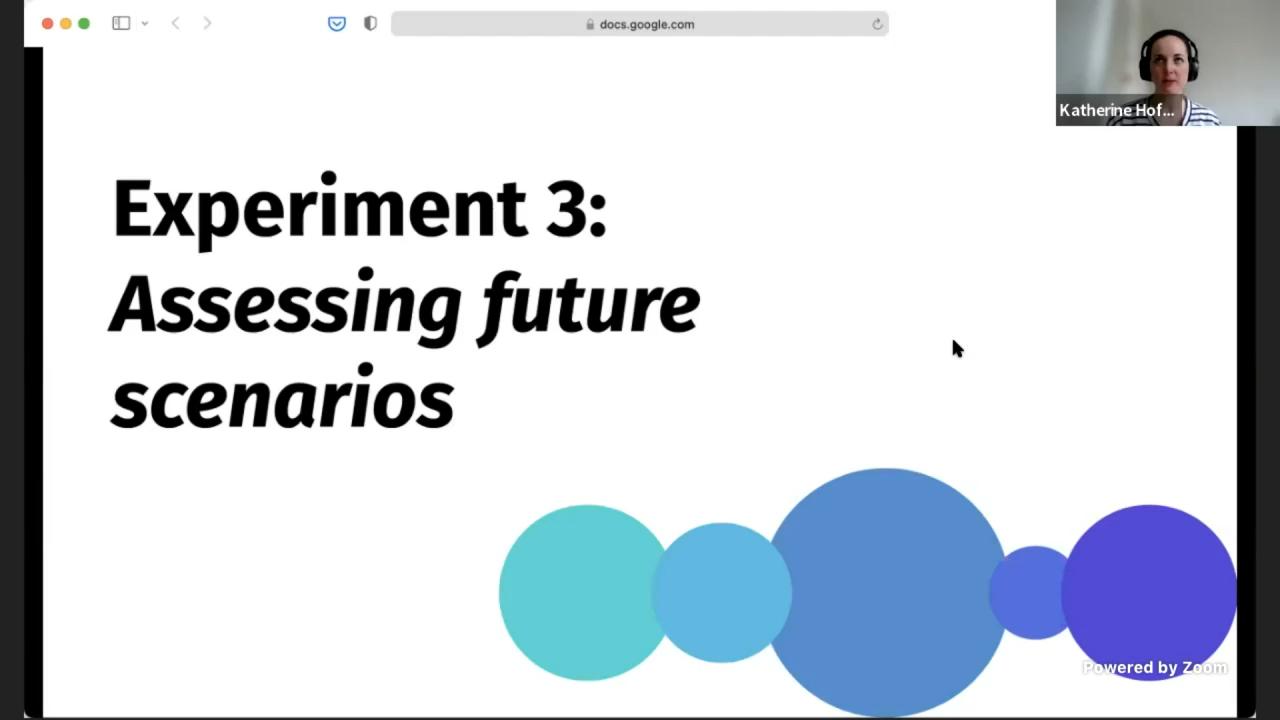 docs.google.com
Katherine Hof...
Experiment 3:
Assessing future
scenarios
Powered by Zoom